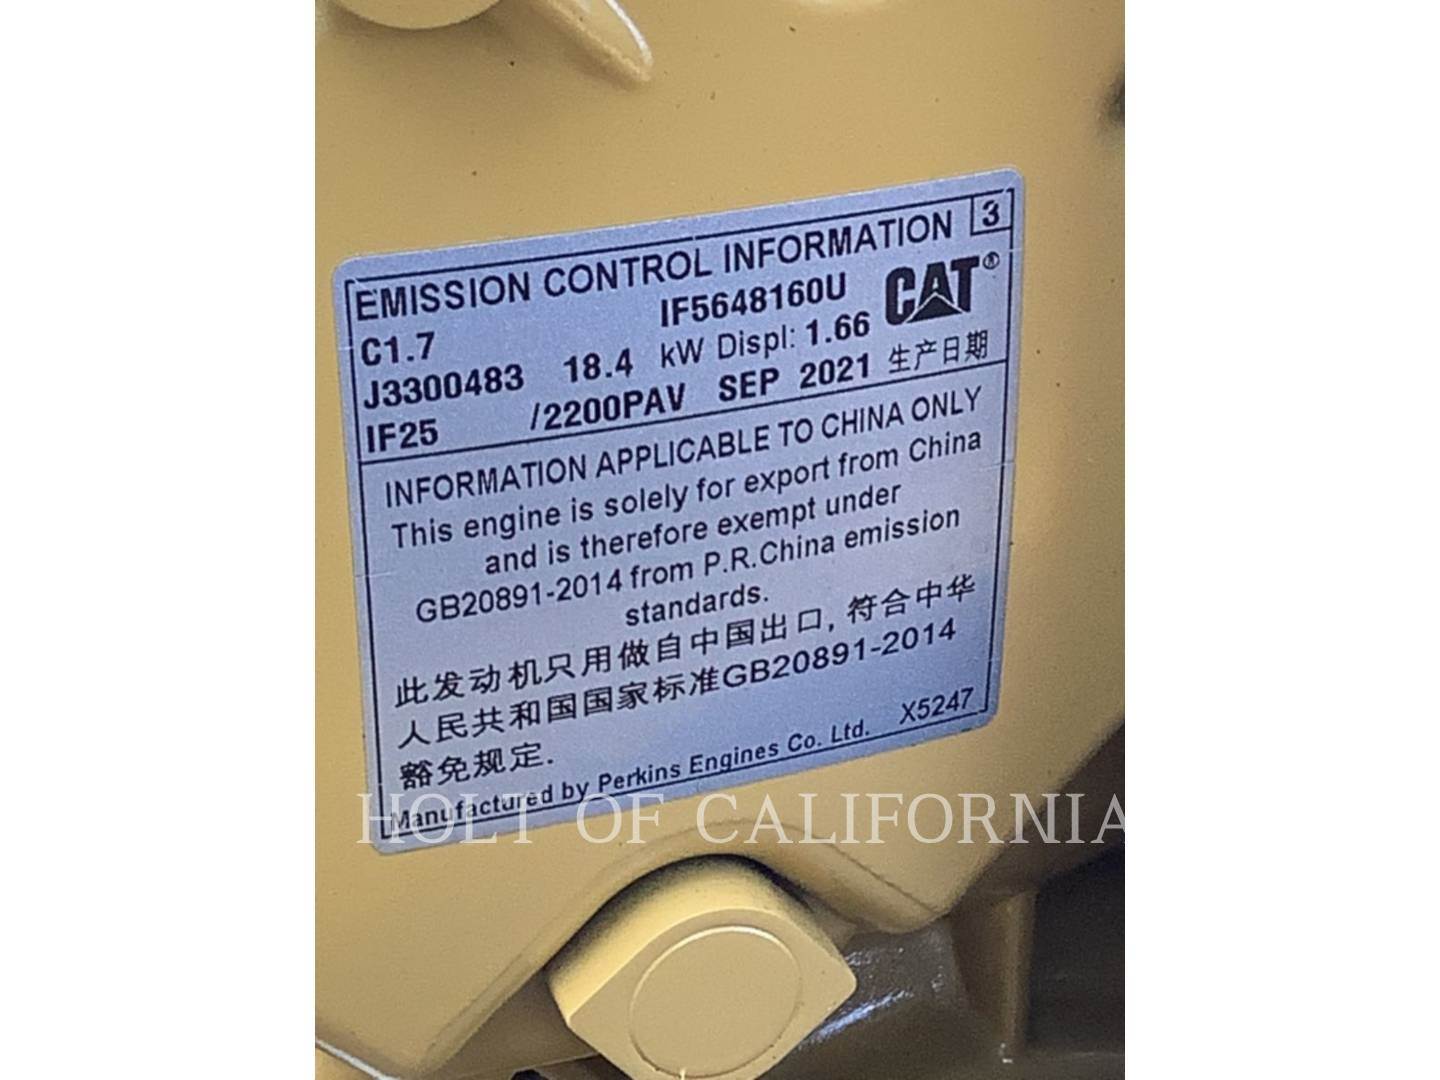 EMISSION CONTROL INFORMATION 3
C1.7 IF5648160U CAT®
J3300483 18.4 kW Displ: 1.66
IF25 /2200PAV SEP 2021 生产日期
INFORMATION APPLICABLE TO CHINA ONLY
This engine is solely for export from China
and is therefore exempt under
GB20891-2014 from P.R.China emission
standards.
此发动机只用做自中国出口, 符合中华
人民共和国国家标准GB20891-2014
豁免规定.
Manufactured by Perkins Engines Co. Ltd. X5247
HOLT OF CALIFORNIA